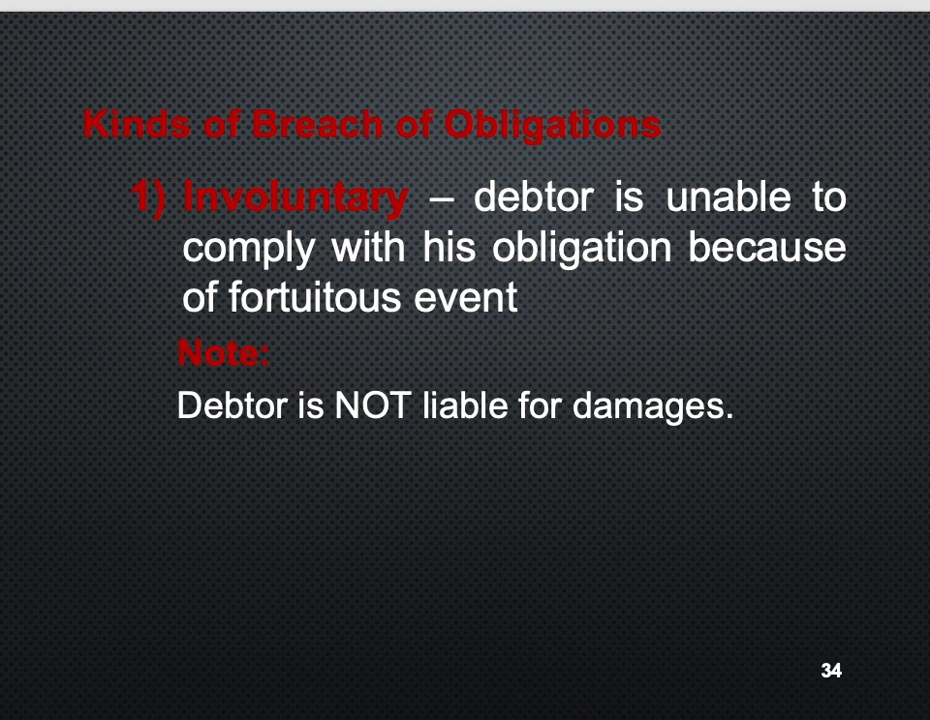 Kinds of Breach of Obligations
1) Involuntary – debtor is unable to
comply with his obligation because
of fortuitous event
Note:
Debtor is NOT liable for damages.
34